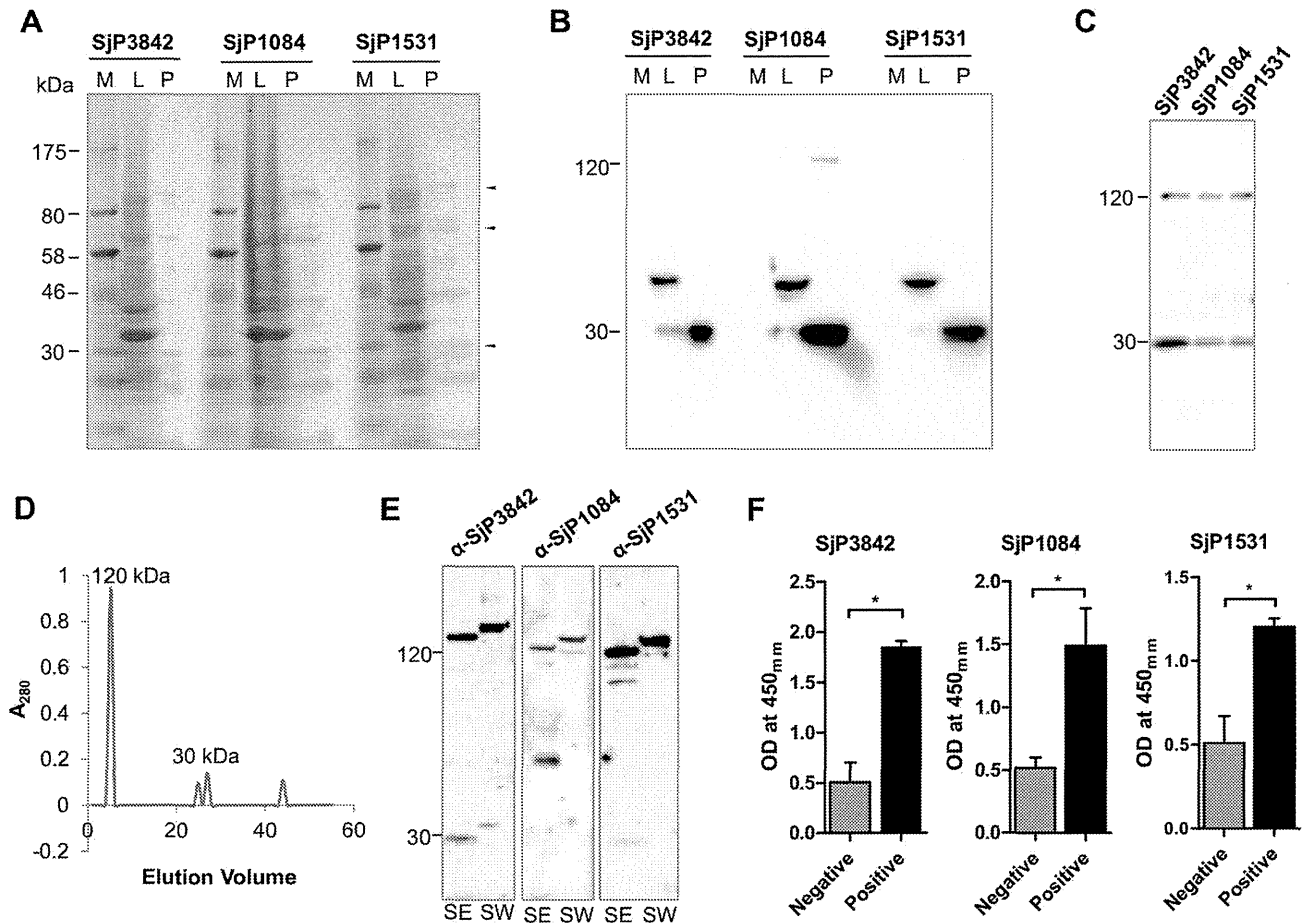 A
SjP3842 SjP1084 SjP1531
M L P M L P M L P
kDa
175
80
58
46
30
B
SjP3842 SjP1084 SjP1531
M L P M L P M L P
120
30
C
SjP3842 SjP1084 SjP1531
120
30
D
1
0.8
0.6
0.4
0.2
0
-0.2
A280
120 kDa
30 kDa
0 20 40 60
Elution Volume
E
α-SjP3842 α-SjP1084 α-SjP1531
120
30
SE SW SE SW SE SW
F
SjP3842
OD at 450mm
2.5
2.0
1.5
1.0
0.5
0.0
*
Negative Positive
SjP1084
OD at 450mm
2.0
1.5
1.0
0.5
0.0
*
Negative Positive
SjP1531
OD at 450mm
1.5
1.0
0.5
0.0
*
Negative Positive